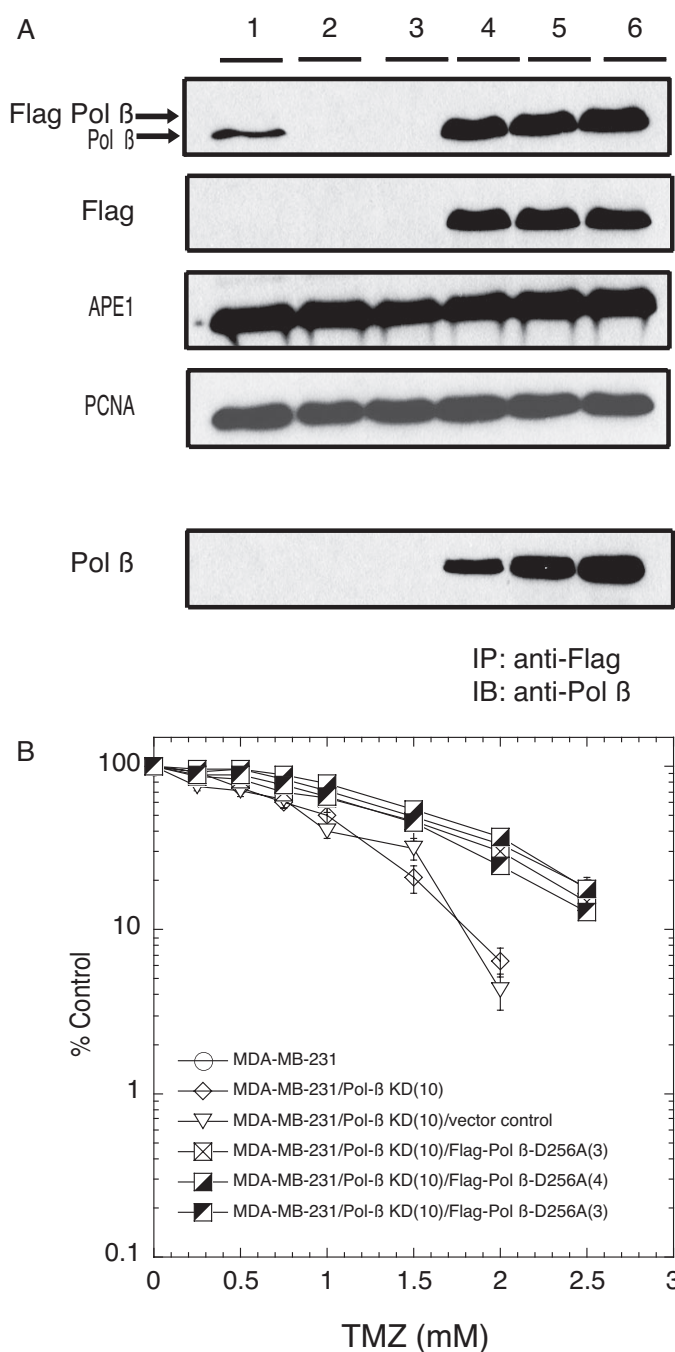 A
1 2 3 4 5 6
Flag Pol ß
Pol ß
Flag
APE1
PCNA
Pol ß
IP: anti-Flag
IB: anti-Pol ß
B
100
10
1
0.1
% Control
MDA-MB-231
MDA-MB-231/Pol-ß KD(10)
MDA-MB-231/Pol-ß KD(10)/vector control
MDA-MB-231/Pol-ß KD(10)/Flag-Pol ß-D256A(3)
MDA-MB-231/Pol-ß KD(10)/Flag-Pol ß-D256A(4)
MDA-MB-231/Pol-ß KD(10)/Flag-Pol ß-D256A(3)
0 0.5 1 1.5 2 2.5 3
TMZ (mM)